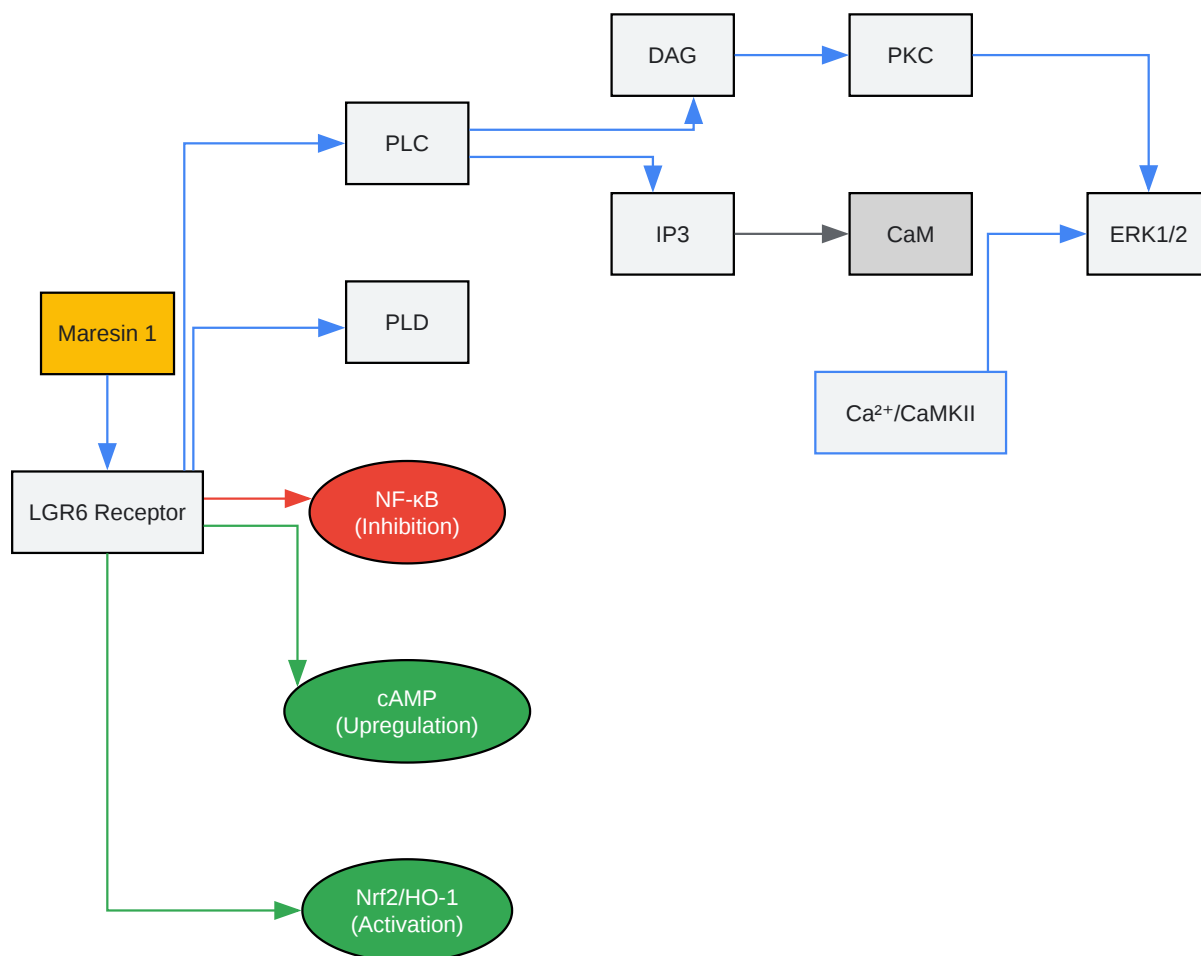 DAG
PKC
PLC
IP3
CaM
ERK1/2
PLD
Maresin 1
Ca²⁺/CaMKII
LGR6 Receptor
NF-κB
(Inhibition)
cAMP
(Upregulation)
Nrf2/HO-1
(Activation)